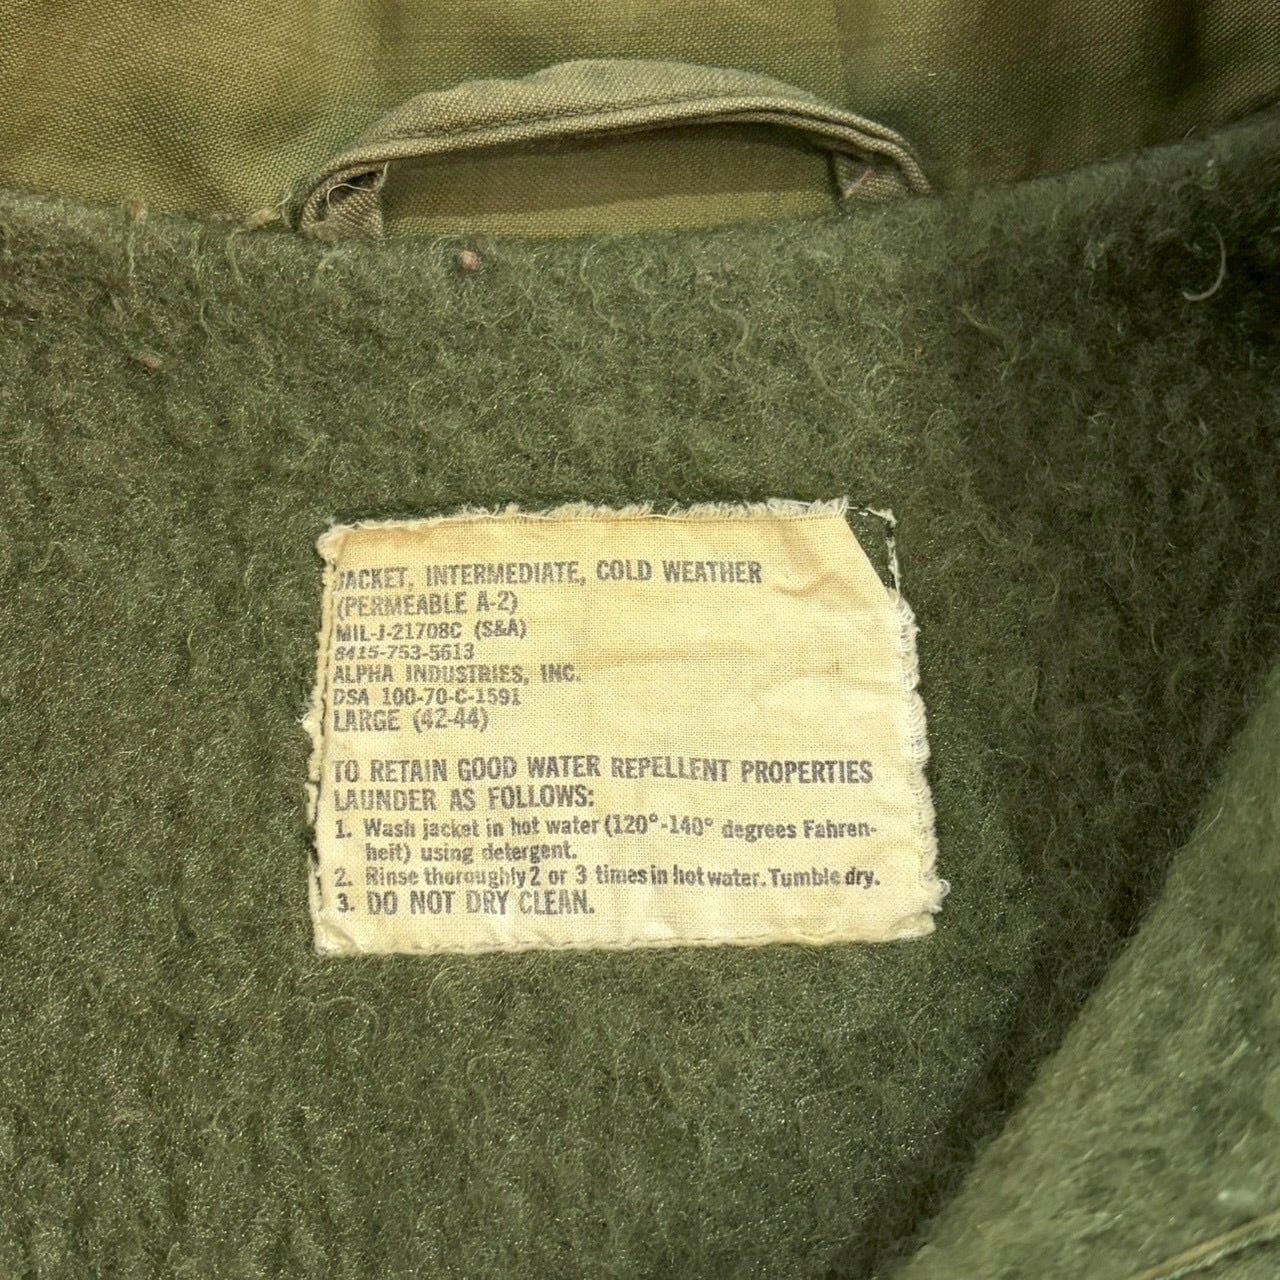 JACKET, INTERMEDIATE, COLD WEATHER
(PERMEABLE A-2)
MIL-J-21708C (S&A)
8415-753-5613
ALPHA INDUSTRIES, INC.
DSA 100-70-C-1591
LARGE (42-44)
TO RETAIN GOOD WATER REPELLENT PROPERTIES
LAUNDER AS FOLLOWS:
1. Wash jacket in hot water (120°-140° degrees Fahren-
heit) using detergent.
2. Rinse thoroughly 2 or 3 times in hot water. Tumble dry.
3. DO NOT DRY CLEAN.